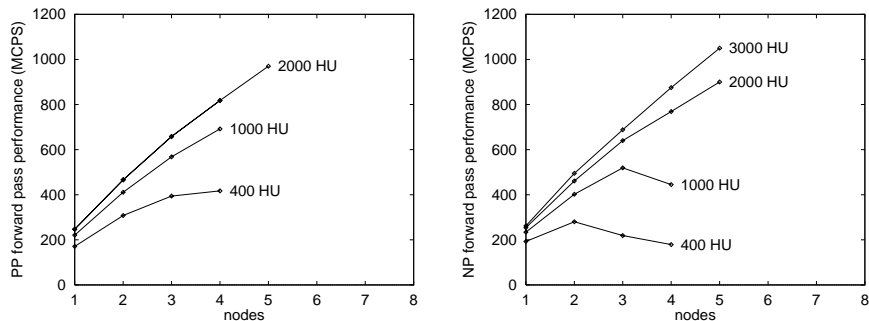 PP forward pass performance (MCPS)
1200
1000
800
600
400
200
0
2000 HU
1000 HU
400 HU
1 2 3 4 5 6 7 8
nodes
NP forward pass performance (MCPS)
1200
1000
800
600
400
200
0
3000 HU
2000 HU
1000 HU
400 HU
1 2 3 4 5 6 7 8
nodes